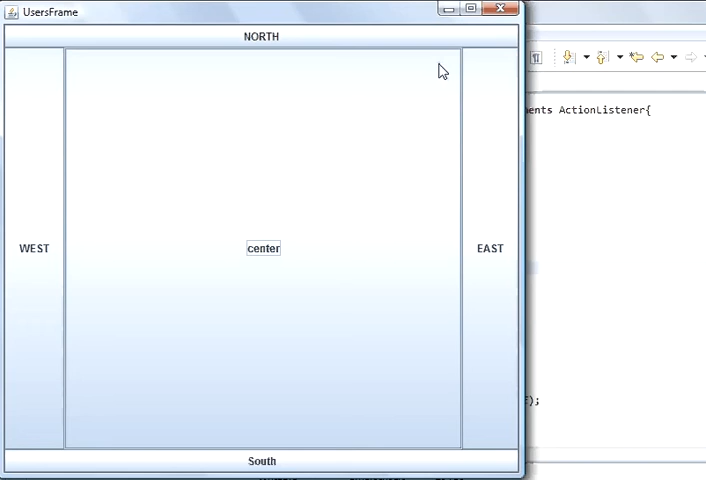 UsersFrame
NORTH
ents ActionListener{
WEST
center
EAST
);
South